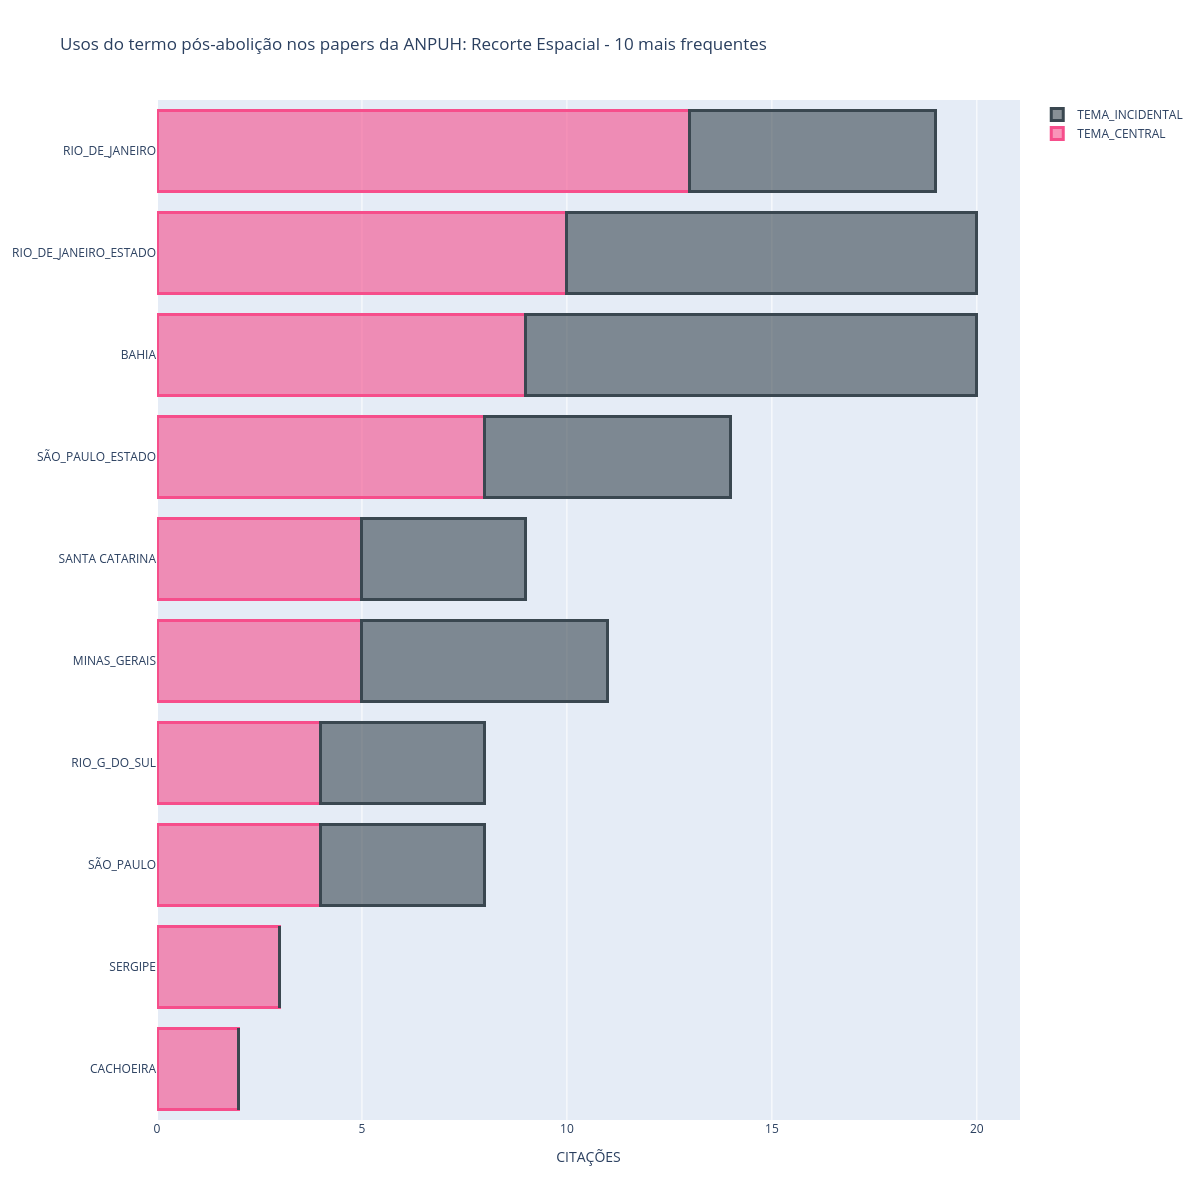 Usos do termo pós-abolição nos papers da ANPUH: Recorte Espacial - 10 mais frequentes
TEMA_INCIDENTAL
TEMA_CENTRAL
RIO_DE_JANEIRO
RIO_DE_JANEIRO_ESTADO
BAHIA
SÃO_PAULO_ESTADO
SANTA CATARINA
MINAS_GERAIS
RIO_G_DO_SUL
SÃO_PAULO
SERGIPE
CACHOEIRA
0 5 10 15 20
CITAÇÕES